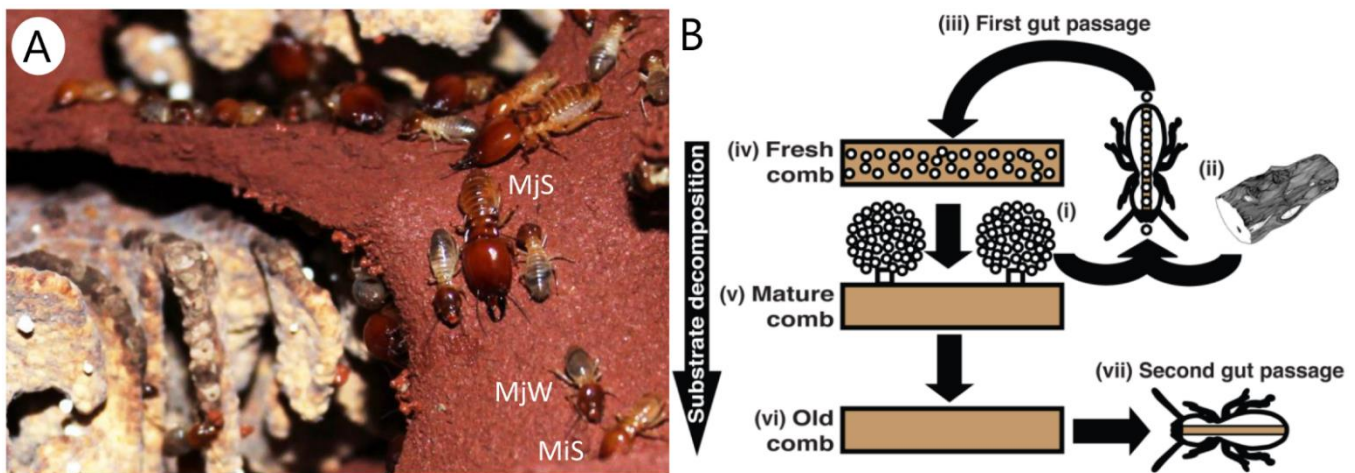 A
MjS
MjW
MiS
B
(iii) First gut passage
(iv) Fresh
comb
(ii)
(i)
(v) Mature
comb
(vi) Old
comb
(vii) Second gut passage
Substrate decomposition